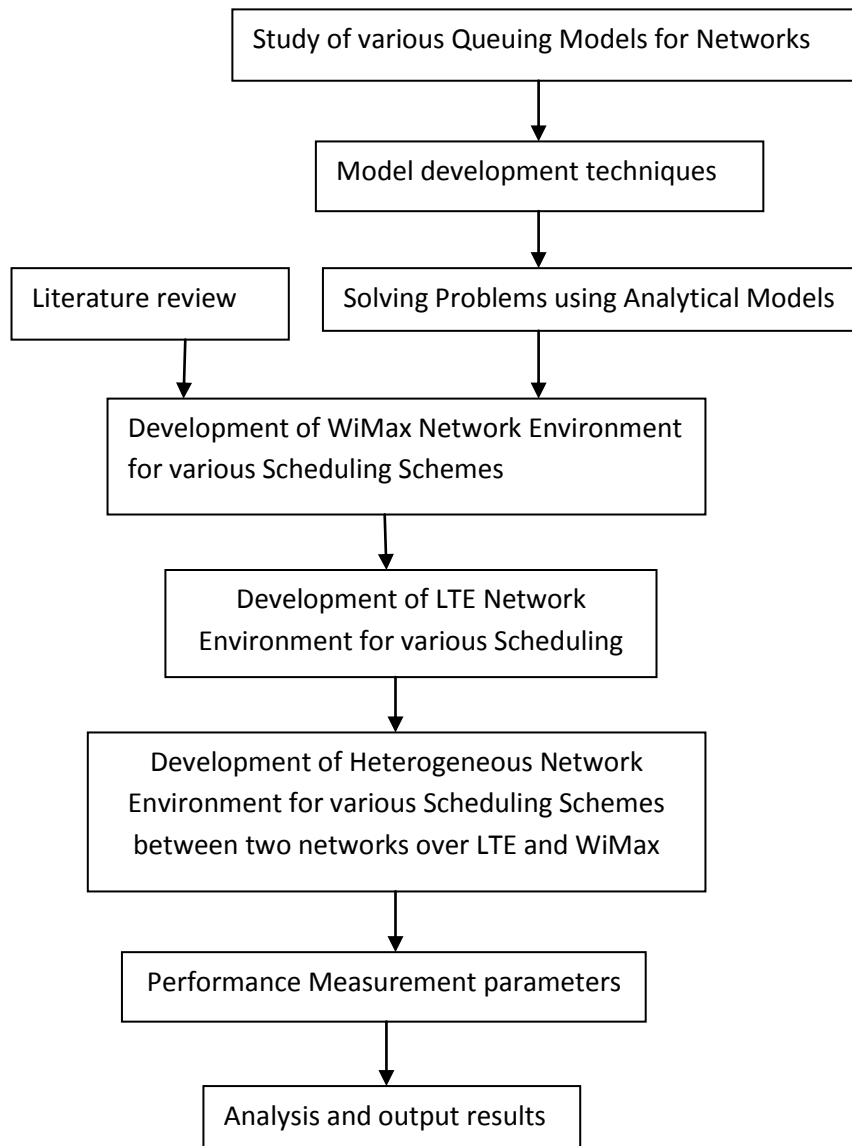 Study of various Queuing Models for Networks
Model development techniques
Literature review
Solving Problems using Analytical Models
Development of WiMax Network Environment
for various Scheduling Schemes
Development of LTE Network
Environment for various Scheduling
Development of Heterogeneous Network
Environment for various Scheduling Schemes
between two networks over LTE and WiMax
Performance Measurement parameters
Analysis and output results